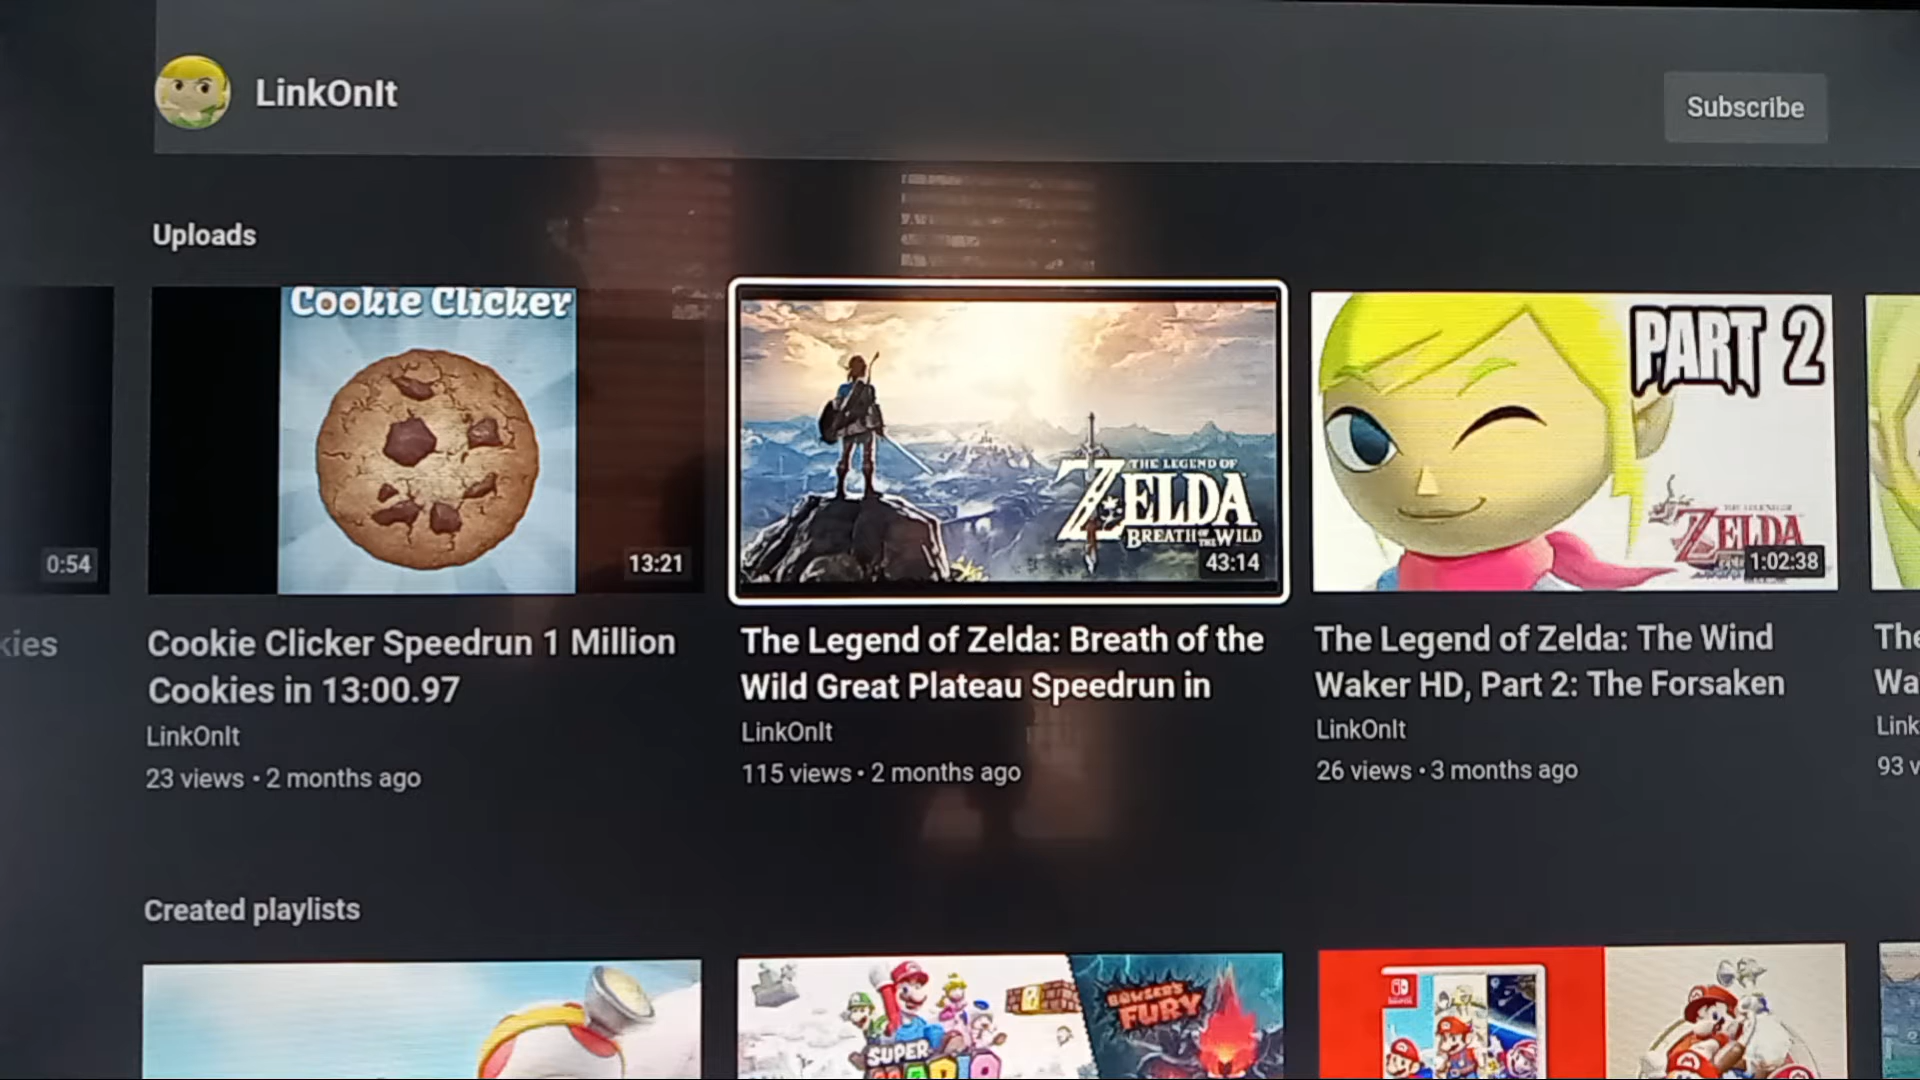 LinkOnIt
Subscribe
Uploads
Cookie Clicker
PART 2
THE LEGEND OF
ZELDA
BREATH OF THE WILD
ZELDA
0:54
13:21
43:14
1:02:38
kies
Cookie Clicker Speedrun 1 Million
Cookies in 13:00.97
LinkOnIt
23 views • 2 months ago
The Legend of Zelda: Breath of the
Wild Great Plateau Speedrun in
LinkOnIt
115 views • 2 months ago
The Legend of Zelda: The Wind
Waker HD, Part 2: The Forsaken
LinkOnIt
26 views • 3 months ago
The
Wa
Link
93 v
Created playlists
SUPER
MARIO
BOWSER'S
FURY